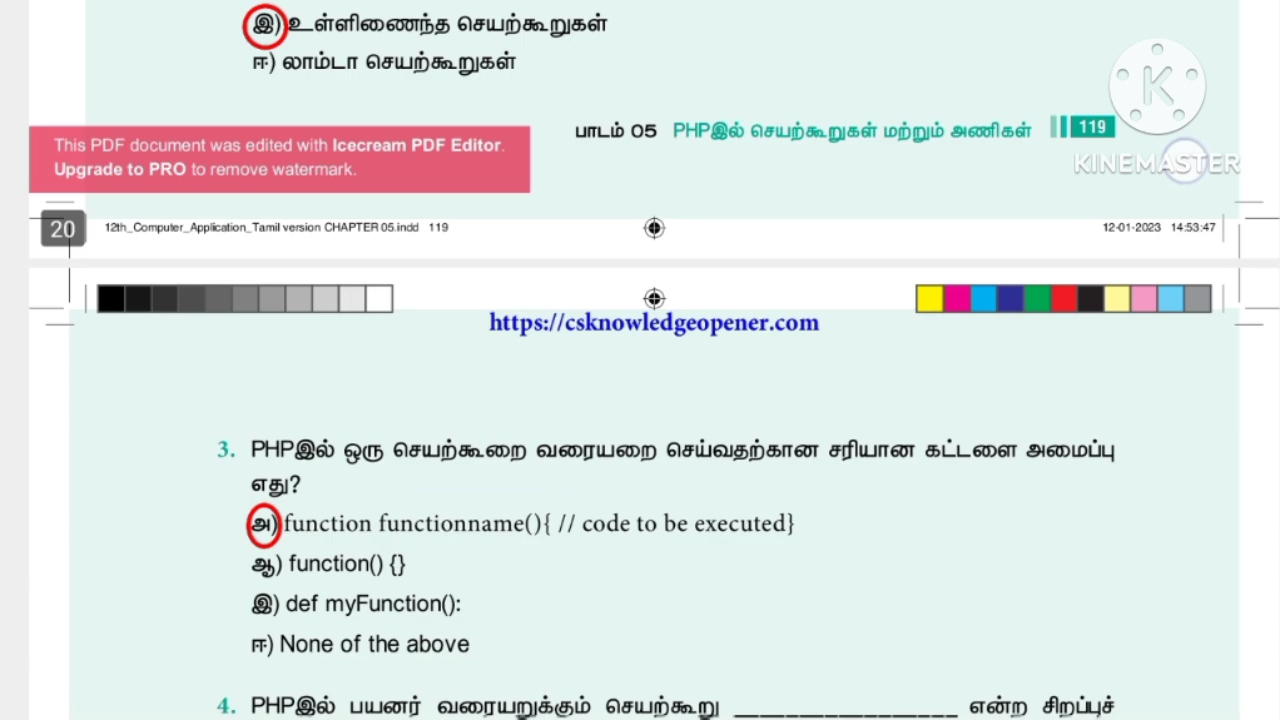 இ) உள்ளிணைந்த செயற்கூறுகள்
ஈ) லாம்டா செயற்கூறுகள்
பாடம் 05 PHPஇல் செயற்கூறுகள் மற்றும் அணிகள் 119
K
KINEMASTER
This PDF document was edited with Icecream PDF Editor.
Upgrade to PRO to remove watermark.
20
12th_Computer_Application_Tamil version CHAPTER 05.indd 119
12-01-2023 14:53:47
https://csknowledgeopener.com
3. PHPஇல் ஒரு செயற்கூறை வரையறை செய்வதற்கான சரியான கட்டளை அமைப்பு
எது?
அ) function functionname(){ // code to be executed}
ஆ) function() {}
இ) def myFunction():
ஈ) None of the above
4. PHPஇல் பயனர் வரையறுக்கும் செயற்கூறு _________________ என்ற சிறப்புச்